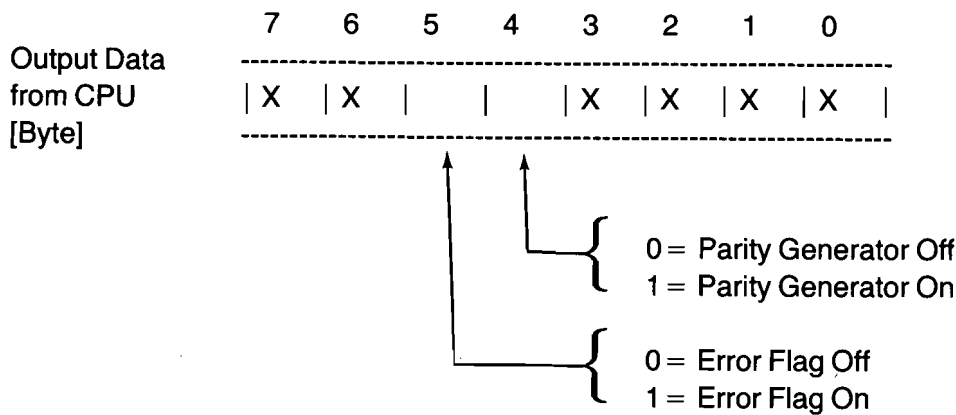 7 6 5 4 3 2 1 0
Output Data
from CPU
[Byte]
| X | X | | | X | X | X | X |
0 = Parity Generator Off
1 = Parity Generator On
0 = Error Flag Off
1 = Error Flag On